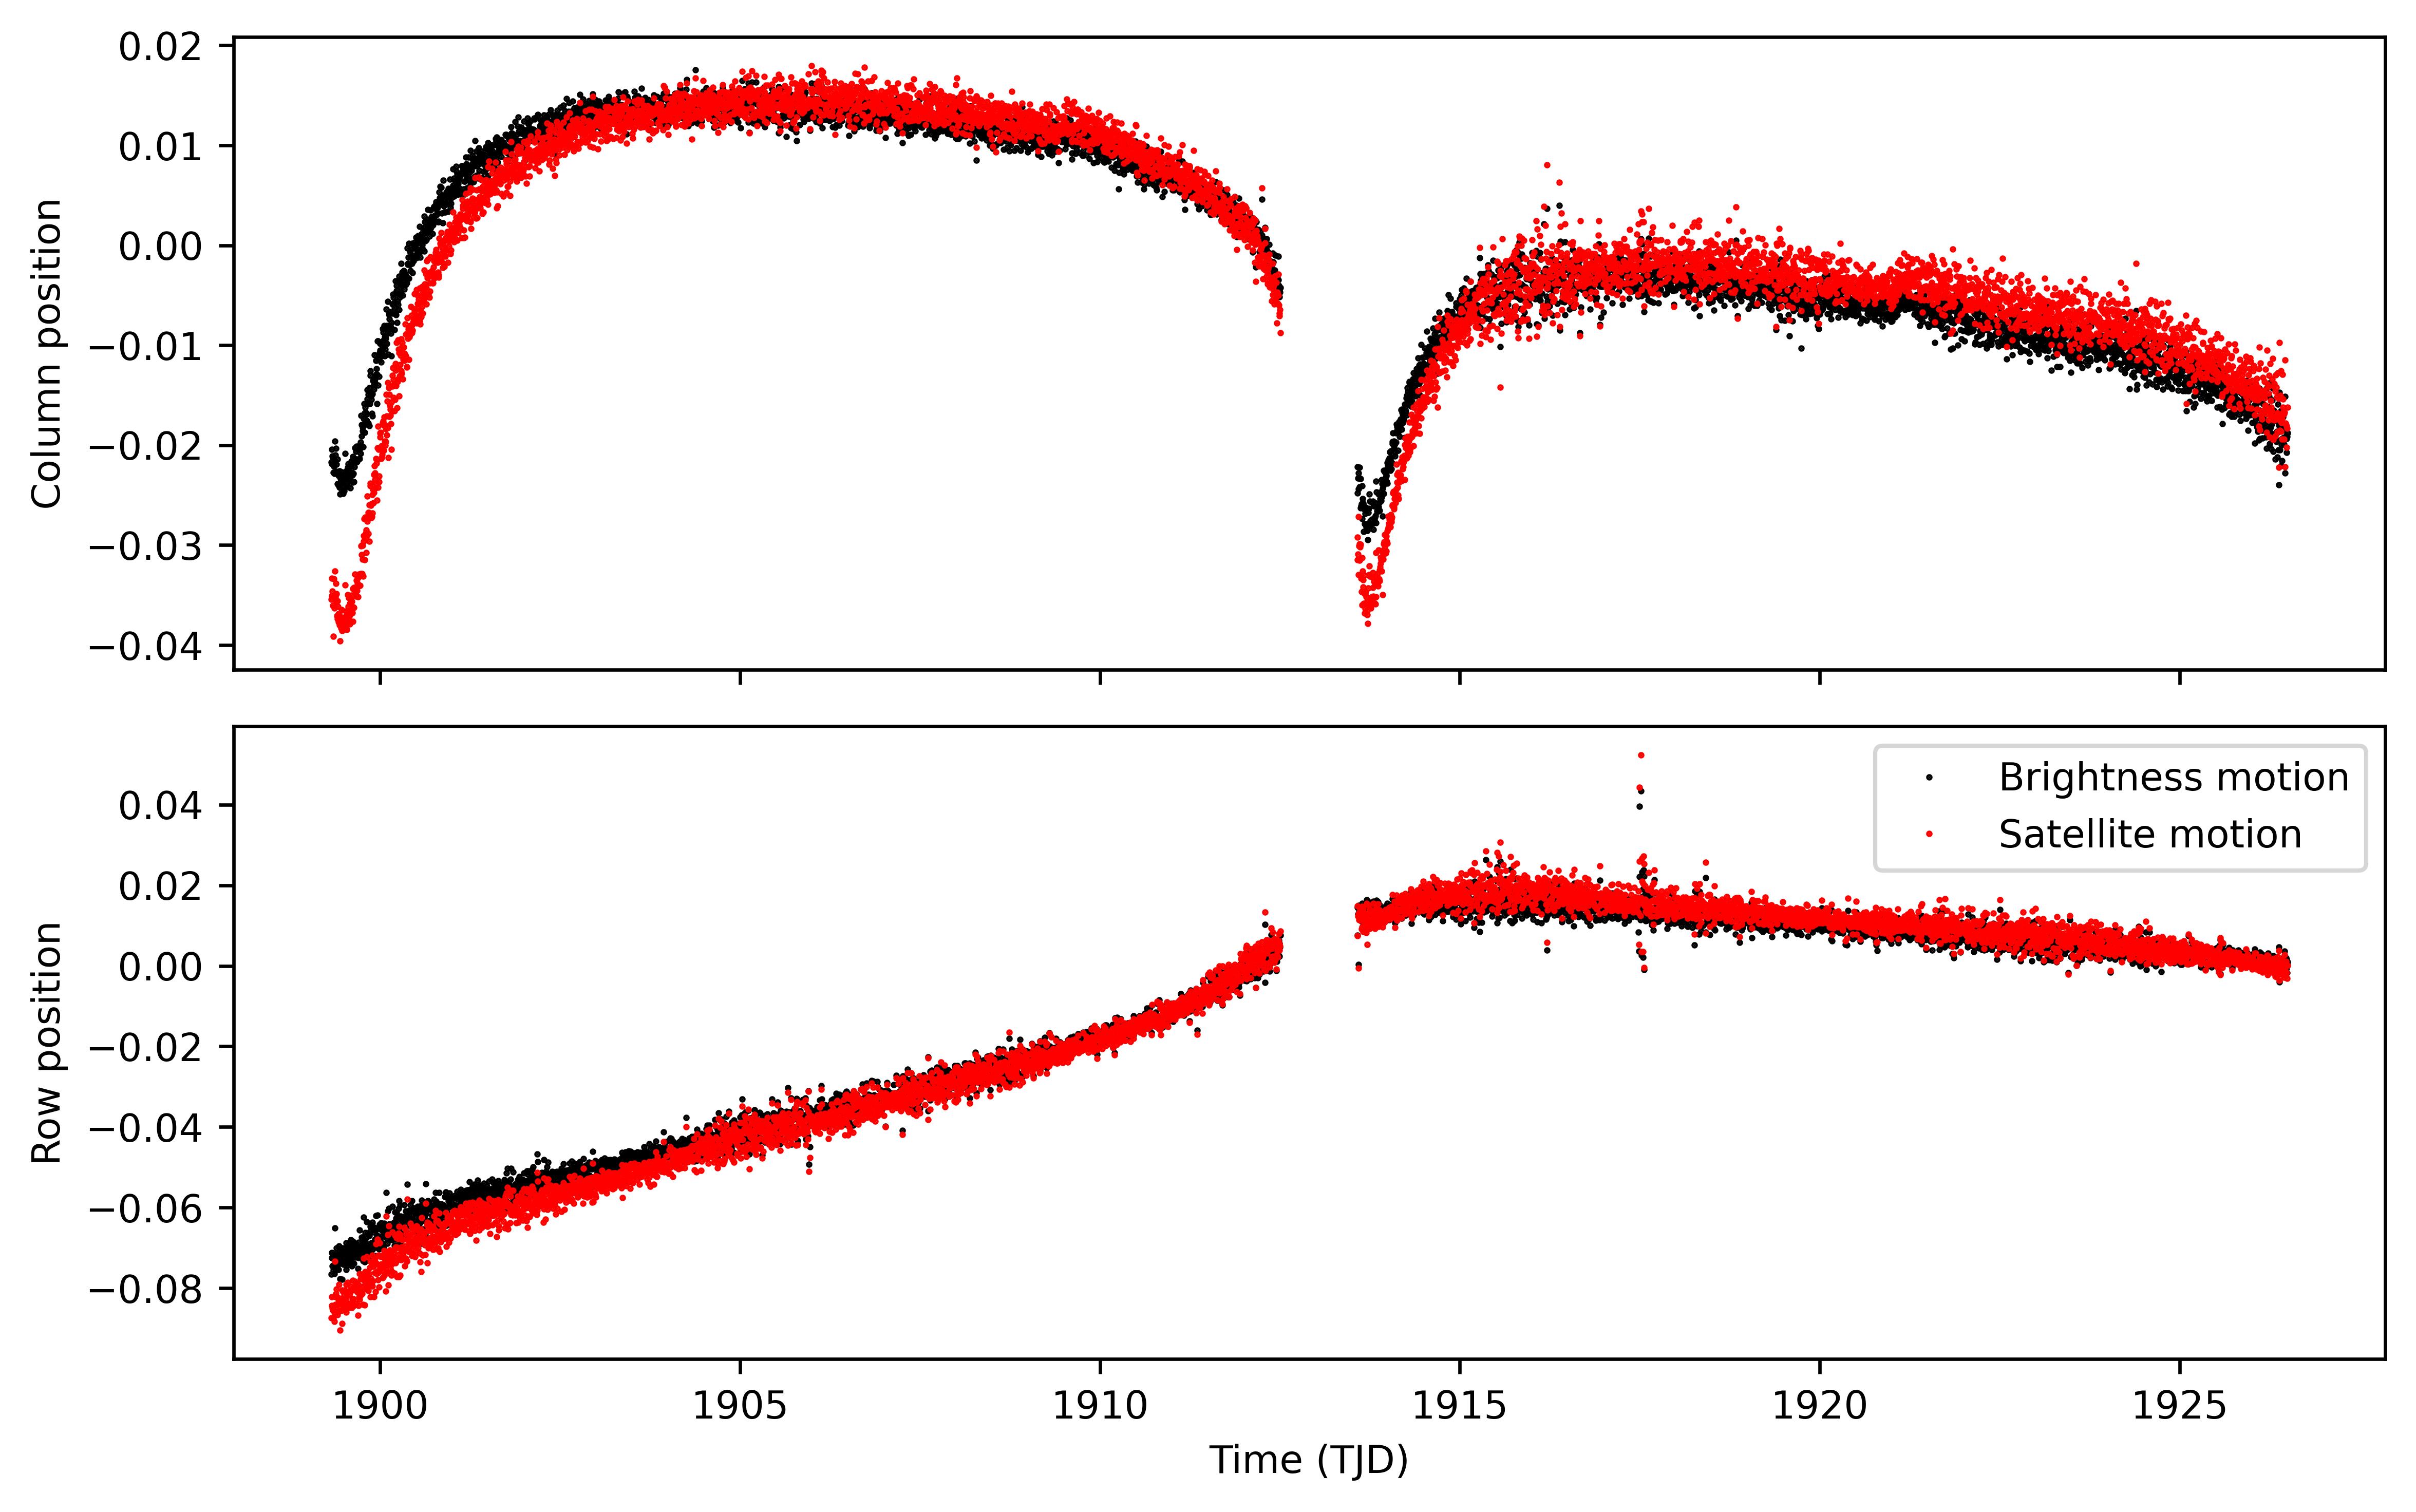 0.02
0.01
0.00
−0.01
−0.02
−0.03
−0.04
Column position
0.04
0.02
0.00
−0.02
−0.04
−0.06
−0.08
Row position
Brightness motion
Satellite motion
1900 1905 1910 1915 1920 1925
Time (TJD)